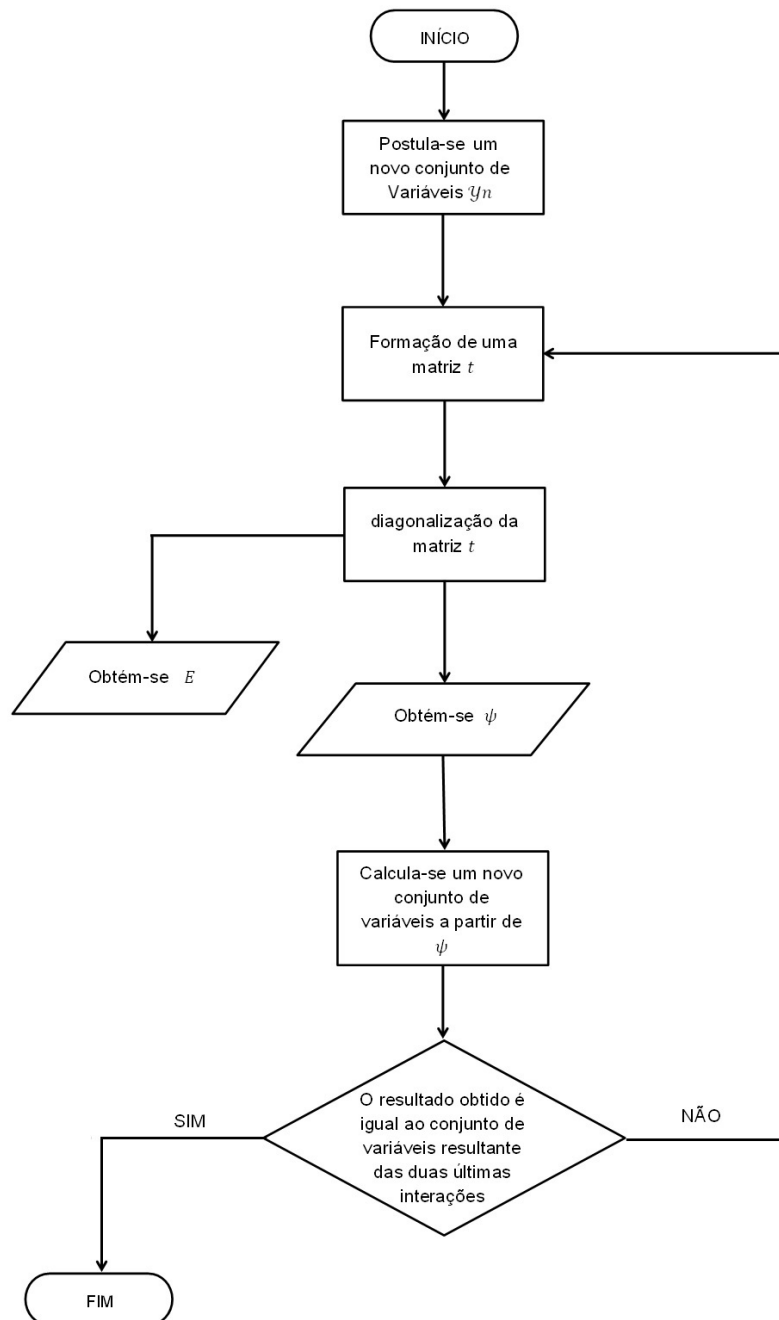 INÍCIO
Postula-se um
novo conjunto de
Variáveis 𝑦𝑛
Formação de uma
matriz 𝑡
diagonalização da
matriz 𝑡
Obtém-se 𝐸
Obtém-se 𝜓
Calcula-se um novo
conjunto de
variáveis a partir de
𝜓
O resultado obtido é
igual ao conjunto de
variáveis resultante
das duas últimas
interações
SIM
NÃO
FIM